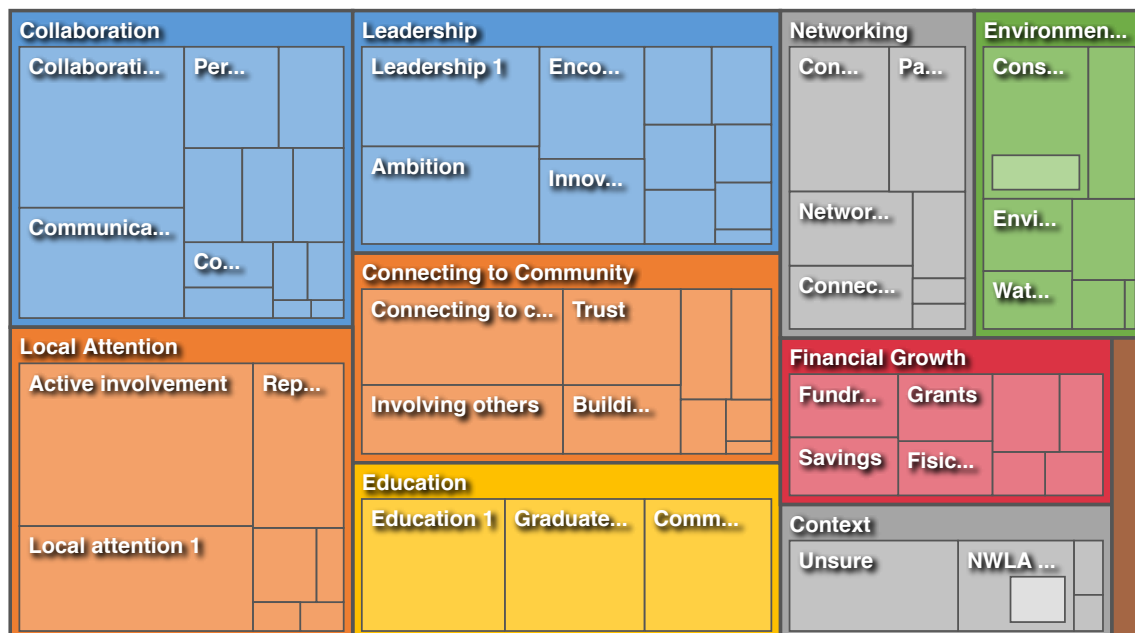 Collaboration
Collaborati...
Per...
Communica...
Co...
Local Attention
Active involvement
Rep...
Local attention 1
Leadership
Leadership 1
Enco...
Ambition
Innov...
Connecting to Community
Connecting to c...
Trust
Involving others
Buildi...
Education
Education 1
Graduate...
Comm...
Networking
Con...
Pa...
Networ...
Connec...
Environmen...
Cons...
Envi...
Wat...
Financial Growth
Fundr...
Grants
Savings
Fisic...
Context
Unsure
NWLA ...